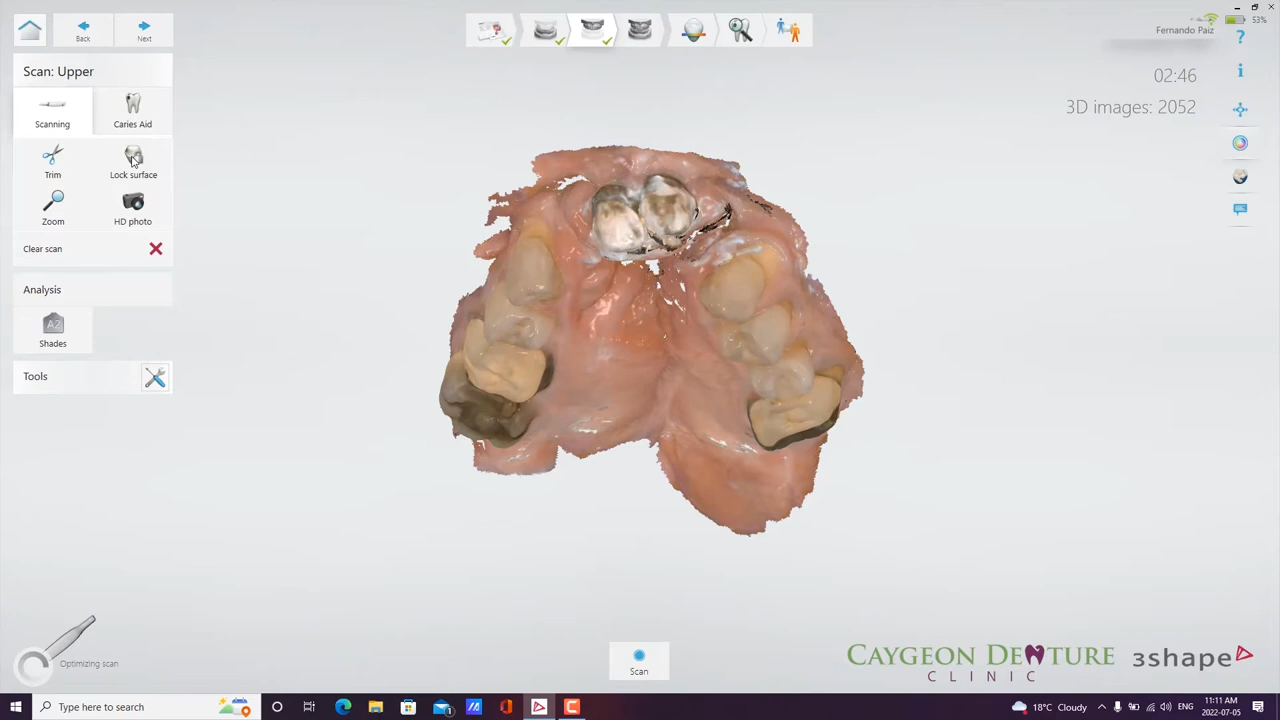 53%
Back
Next
Fernando Paiz
?
i
Scan: Upper
02:46
3D images: 2052
Scanning
Caries Aid
Trim
Lock surface
Zoom
HD photo
Clear scan
Analysis
A2
Shades
Tools
Optimizing scan
Scan
CAYGEON DENTURE
CLINIC
3shape
Type here to search
18°C Cloudy
ENG
11:11 AM
2022-07-05